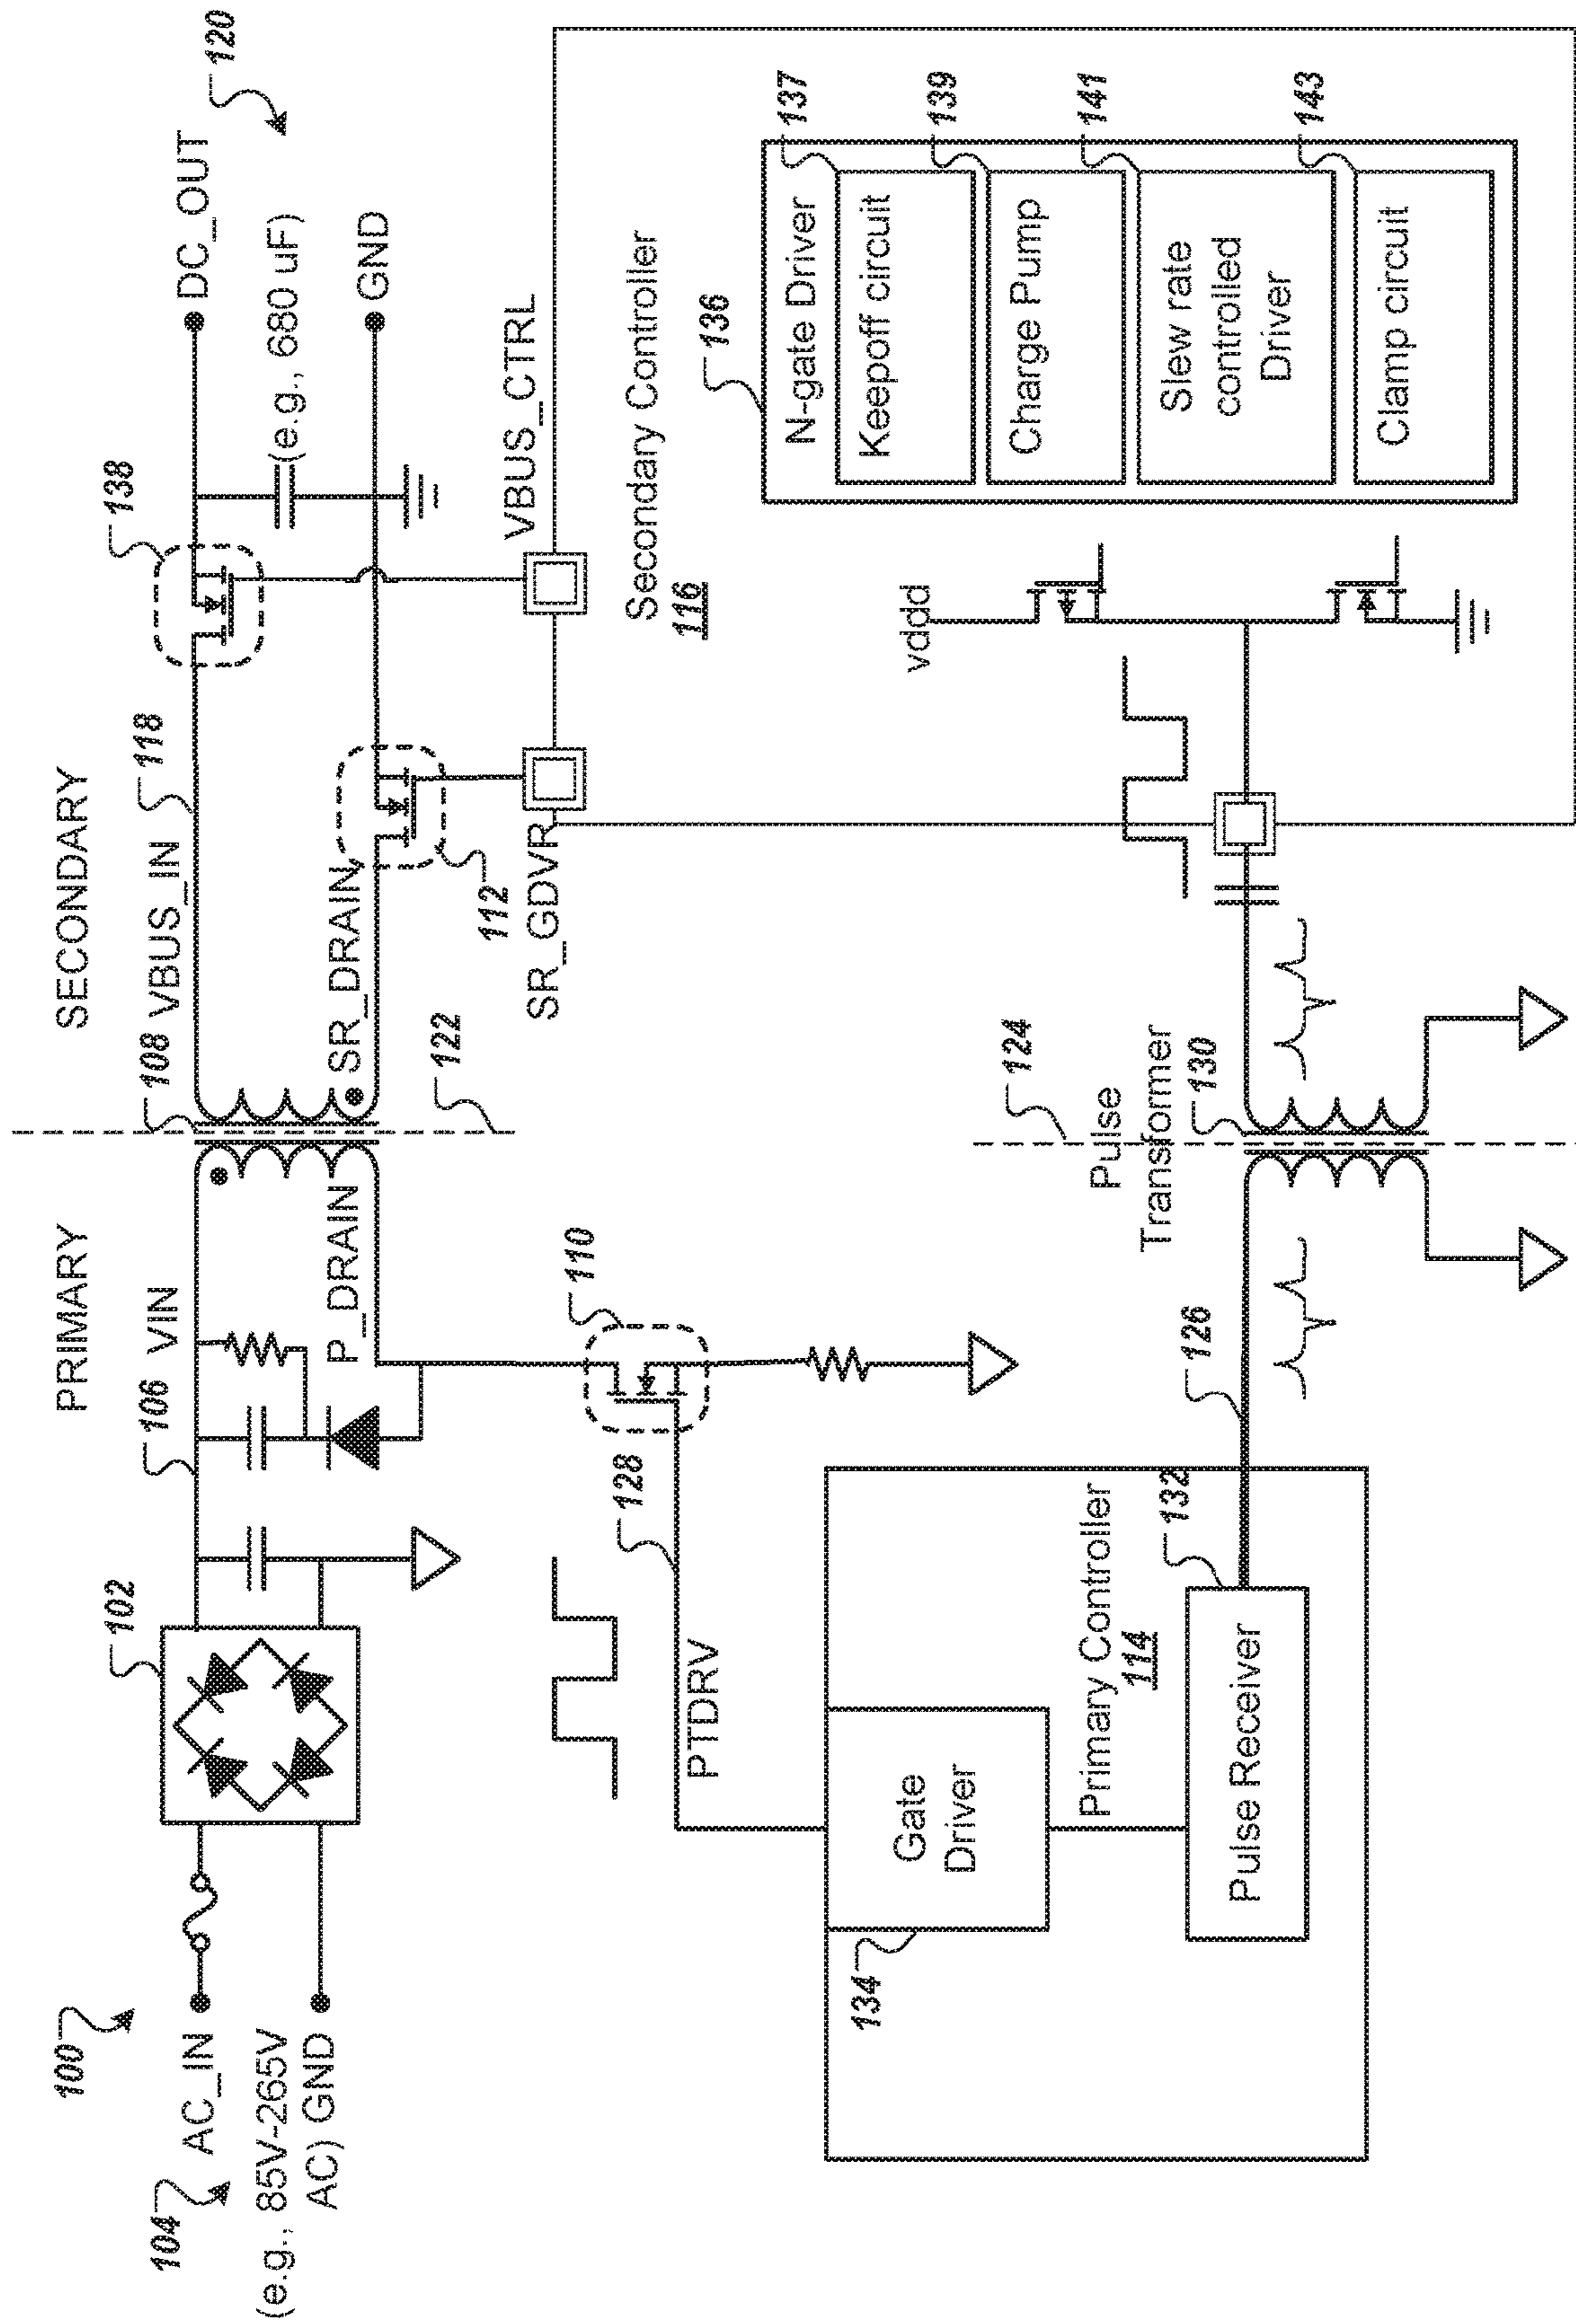 100
104
AC_IN
(e.g., 85V-265V
AC) GND
102
106
VIN
PRIMARY
P_DRAIN
108
SECONDARY
VBUS_IN
118
SR_DRAIN
122
112
SR_GDVR
138
DC_OUT
120
(e.g., 680 uF)
GND
VBUS_CTRL
110
128
PTDRV
134
Gate
Driver
Primary Controller
114
132
Pulse Receiver
126
124
Pulse
Transformer
130
Secondary Controller
116
vddd
136
N-gate Driver
137
Keepoff circuit
139
Charge Pump
141
Slew rate
controlled
Driver
143
Clamp circuit